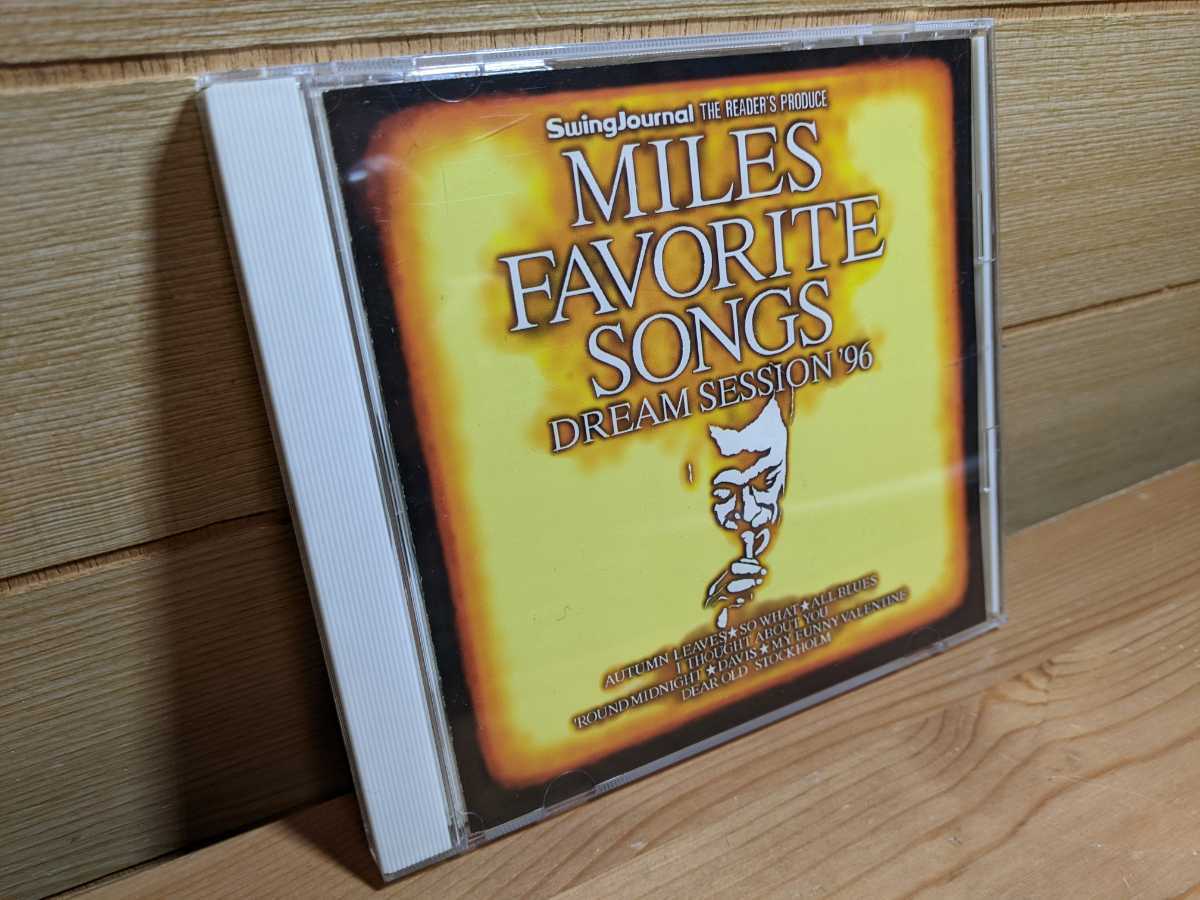 SwingJournal THE READER'S PRODUCE
MILES
FAVORITE
SONGS
DREAM SESSION '96
AUTUMN LEAVES★SO WHAT★ALL BLUES
I THOUGHT ABOUT YOU
'ROUND MIDNIGHT★DAVIS★MY FUNNY VALENTINE
DEAR OLD STOCKHOLM